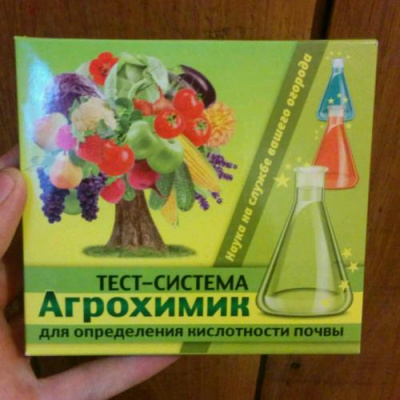 Наука на службе вашего огорода
ТЕСТ-СИСТЕМА
Агрохимик
для определения кислотности почвы